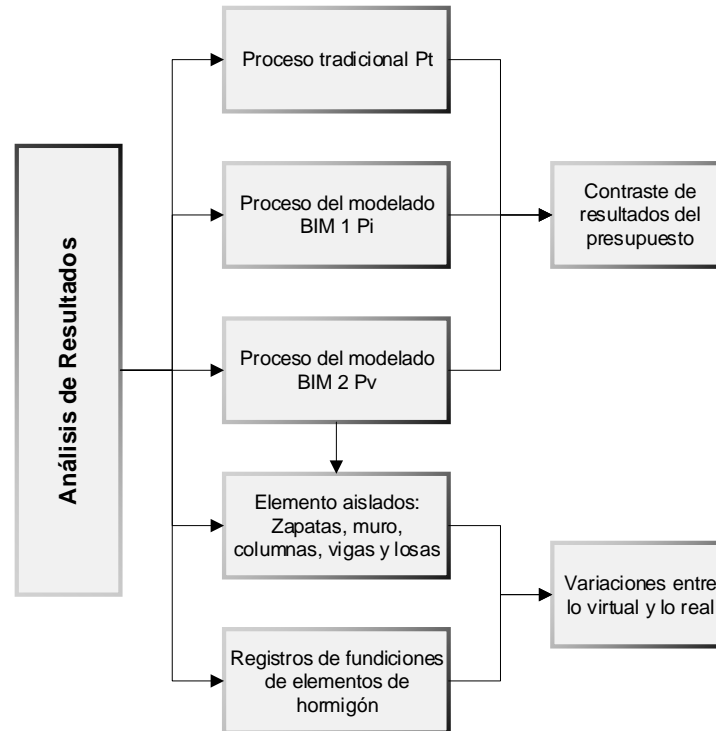 Análisis de Resultados
Proceso tradicional Pt
Proceso del modelado
BIM 1 Pi
Proceso del modelado
BIM 2 Pv
Elemento aislados:
Zapatas, muro,
columnas, vigas y losas
Registros de fundiciones
de elementos de
hormigón
Contraste de
resultados del
presupuesto
Variaciones entre
lo virtual y lo real